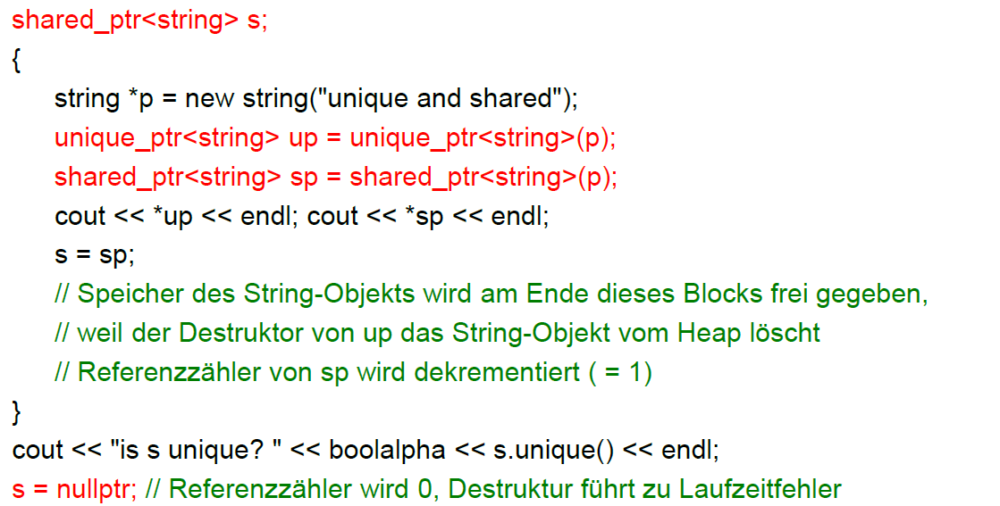 shared_ptr<string> s;
{
string *p = new string("unique and shared");
unique_ptr<string> up = unique_ptr<string>(p);
shared_ptr<string> sp = shared_ptr<string>(p);
cout << *up << endl; cout << *sp << endl;
s = sp;
// Speicher des String-Objekts wird am Ende dieses Blocks frei gegeben,
// weil der Destruktor von up das String-Objekt vom Heap löscht
// Referenzzähler von sp wird dekrementiert ( = 1)
}
cout << "is s unique? " << boolalpha << s.unique() << endl;
s = nullptr; // Referenzzähler wird 0, Destruktur führt zu Laufzeitfehler